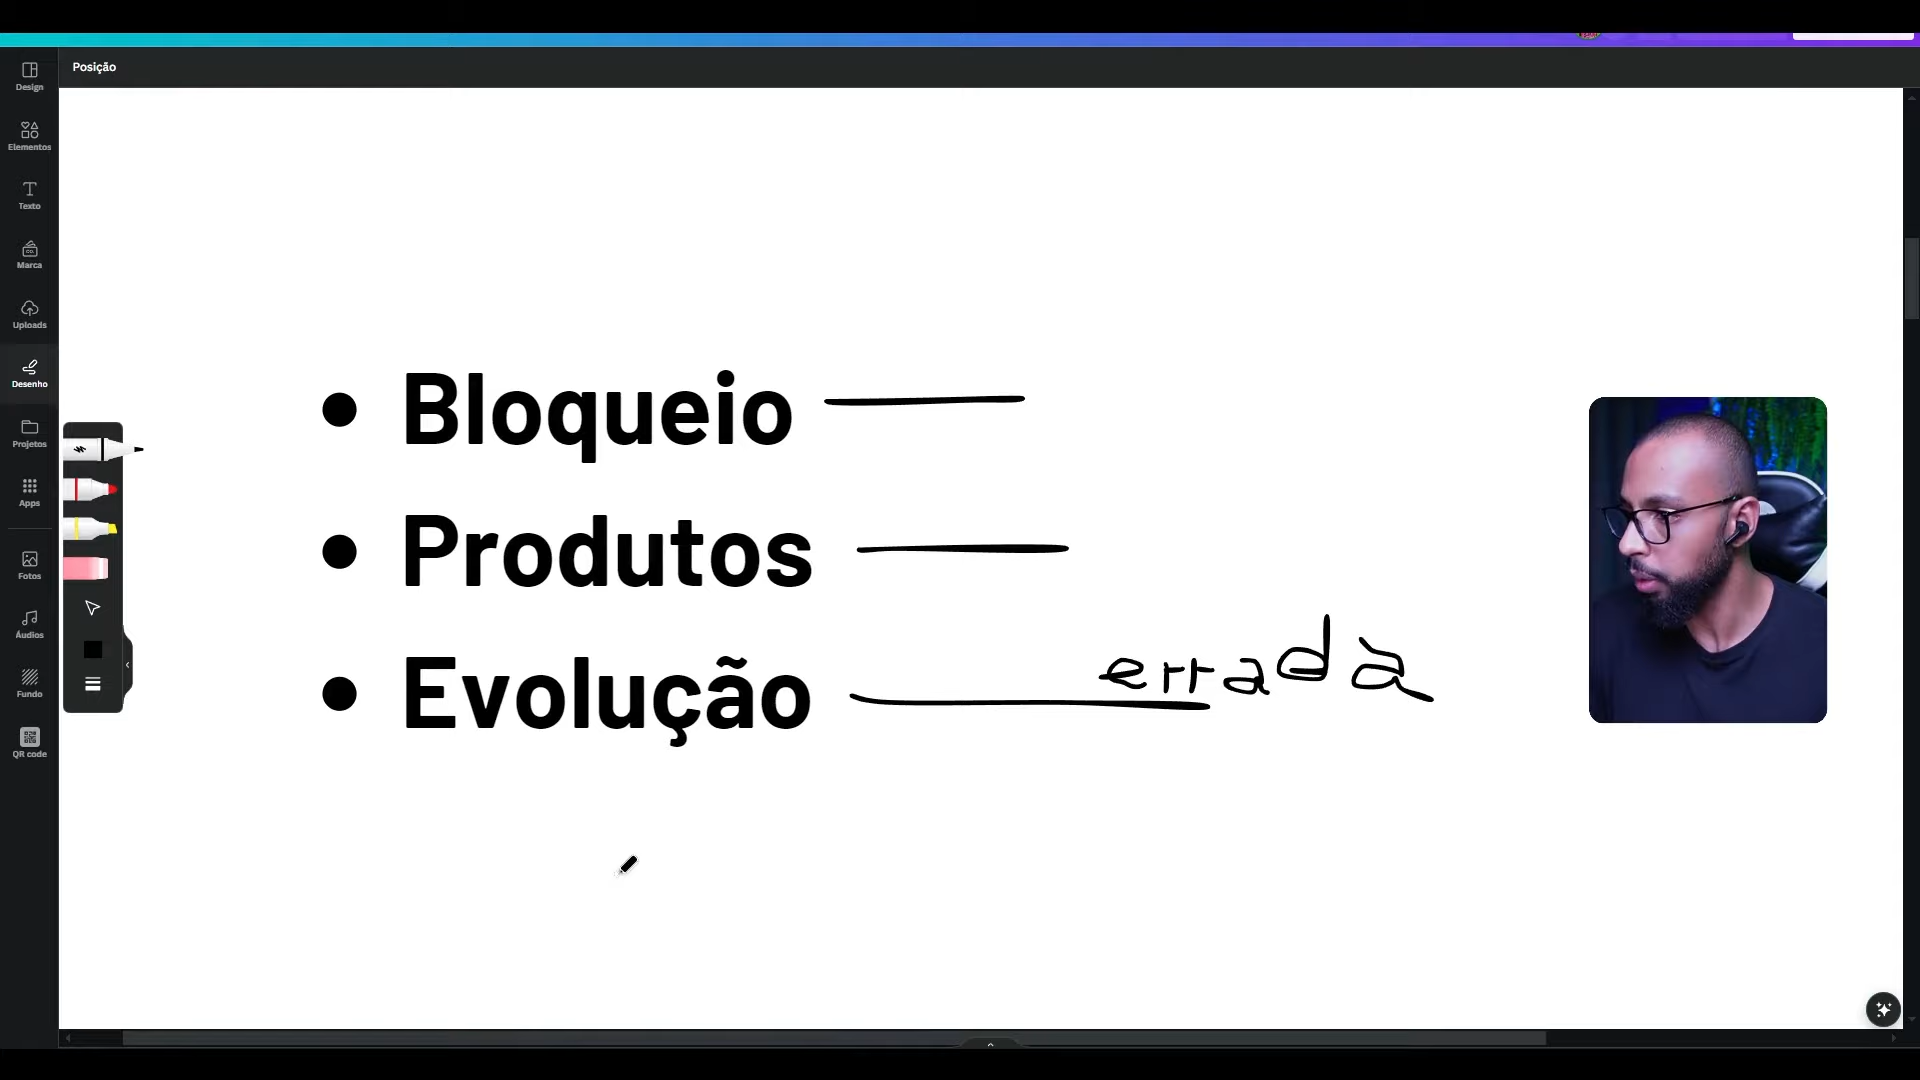 Posição
Design
Elementos
Texto
Marca
Uploads
Desenho
Projetos
Apps
Fotos
Áudios
Fundo
QR code
• Bloqueio
• Produtos
• Evolução
errada